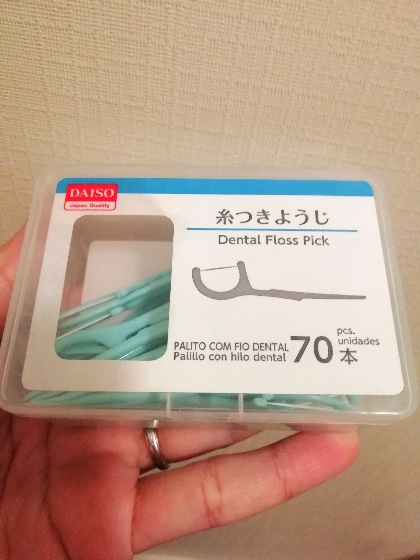 DAISO
Japan Quality
糸つきようじ
Dental Floss Pick
PALITO COM FIO DENTAL
Palillo con hilo dental
70
pcs.
unidades
本